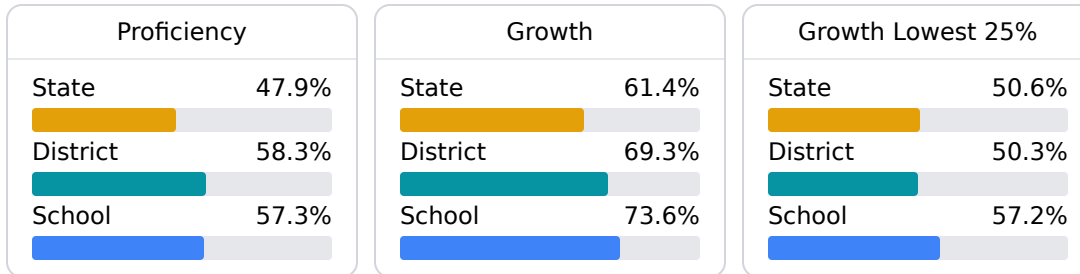 Proficiency
State 47.9%
District 58.3%
School 57.3%
Growth
State 61.4%
District 69.3%
School 73.6%
Growth Lowest 25%
State 50.6%
District 50.3%
School 57.2%